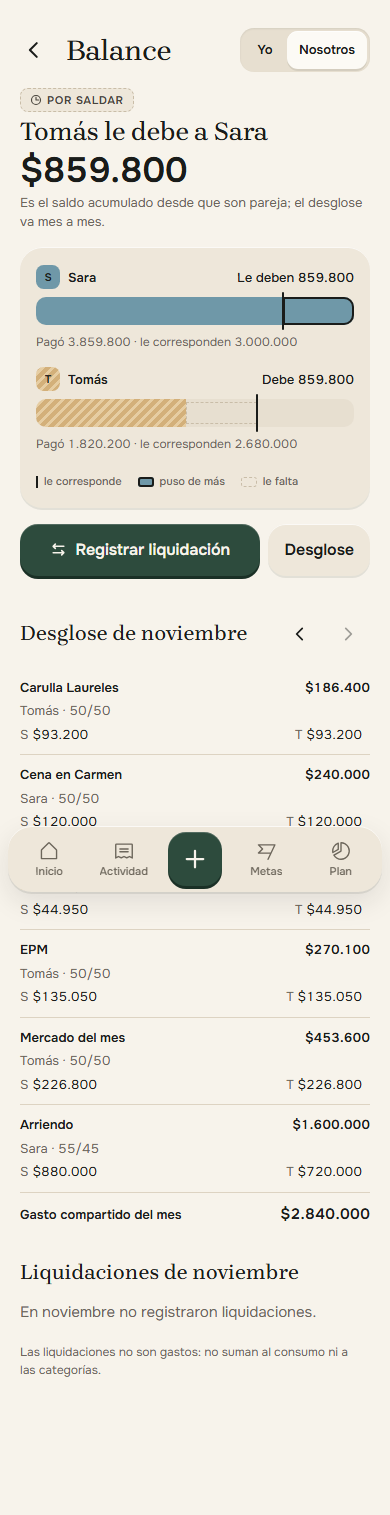 Balance
Yo
Nosotros
POR SALDAR
Tomás le debe a Sara
$859.800
Es el saldo acumulado desde que son pareja; el desglose
va mes a mes.
S Sara Le deben 859.800
Pagó 3.859.800 · le corresponden 3.000.000
T Tomás Debe 859.800
Pagó 1.820.200 · le corresponden 2.680.000
le corresponde puso de más le falta
Registrar liquidación
Desglose
Desglose de noviembre
Carulla Laureles $186.400
Tomás · 50/50
S $93.200 T $93.200
Cena en Carmen $240.000
Sara · 50/50
S $120.000 T $120.000
Inicio Actividad Metas Plan
S $44.950 T $44.950
EPM $270.100
Tomás · 50/50
S $135.050 T $135.050
Mercado del mes $453.600
Tomás · 50/50
S $226.800 T $226.800
Arriendo $1.600.000
Sara · 55/45
S $880.000 T $720.000
Gasto compartido del mes $2.840.000
Liquidaciones de noviembre
En noviembre no registraron liquidaciones.
Las liquidaciones no son gastos: no suman al consumo ni a
las categorías.